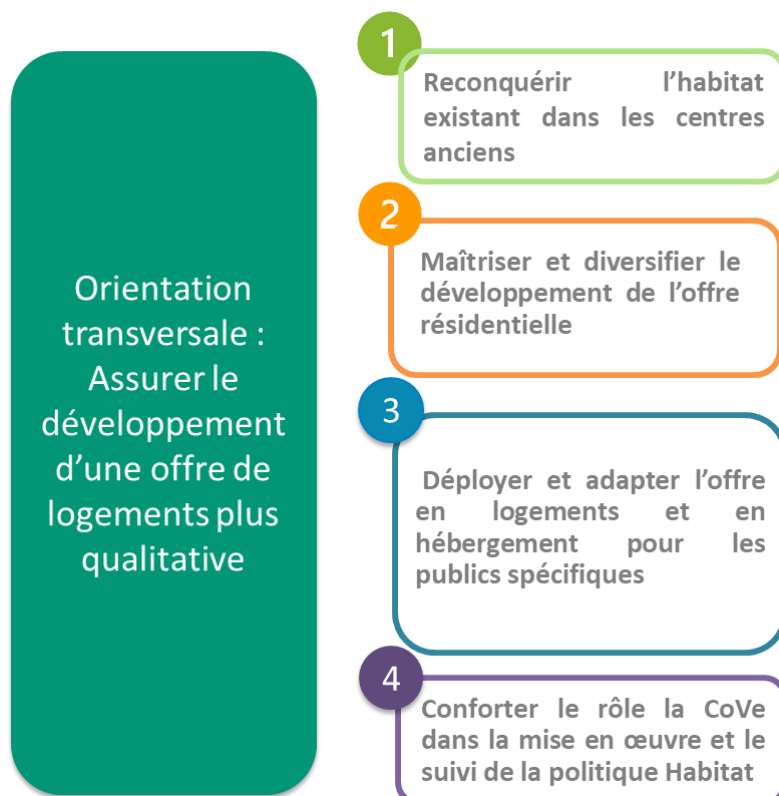 Orientation
transversale :
Assurer le
développement
d’une offre de
logements plus
qualitative
1
Reconquérir l’habitat
existant dans les centres
anciens
2
Maîtriser et diversifier le
développement de l’offre
résidentielle
3
Déployer et adapter l’offre
en logements et en
hébergement pour les
publics spécifiques
4
Conforter le rôle la CoVe
dans la mise en œuvre et le
suivi de la politique Habitat